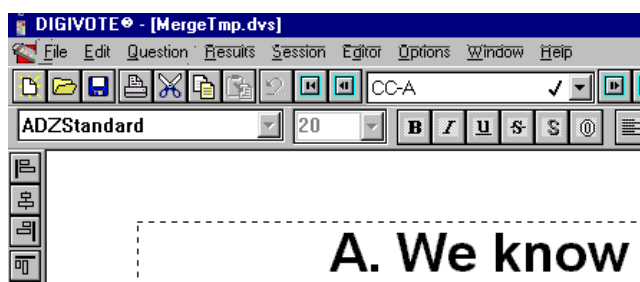 DIGIVOTE® - [MergeTmp.dvs]
File Edit Question Results Session Editor Options Window Help
CC-A
ADZStandard 20 B I U S S O
A. We know